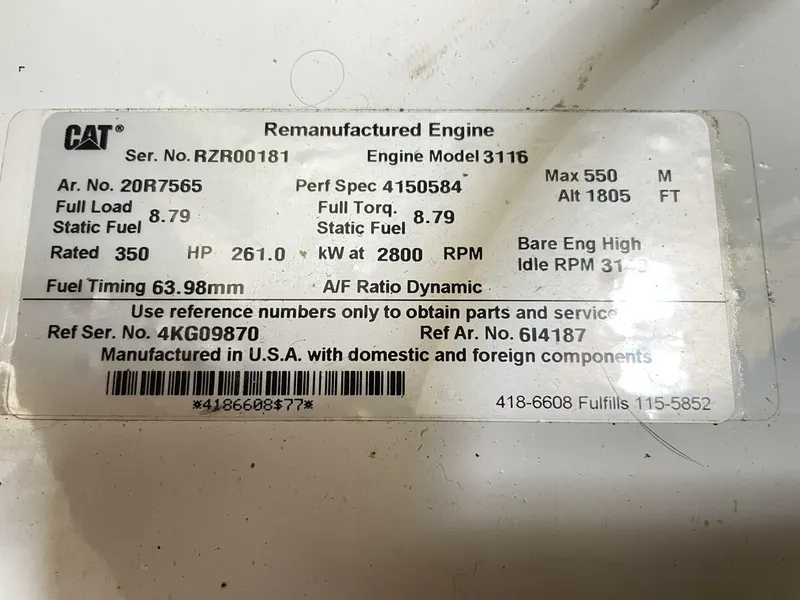 CAT® Remanufactured Engine
Ser. No. RZR00181 Engine Model 3116
Ar. No. 20R7565 Perf Spec 4150584 Max 550 M
Alt 1805 FT
Full Load Static Fuel 8.79 Full Torq. Static Fuel 8.79
Rated 350 HP 261.0 kW at 2800 RPM Bare Eng High
Idle RPM
Fuel Timing 63.98mm A/F Ratio Dynamic
Use reference numbers only to obtain parts and service
Ref Ser. No. 4KG09870 Ref Ar. No. 6I4187
Manufactured in U.S.A. with domestic and foreign components
*4186608$77*
418-6608 Fulfills 115-5852